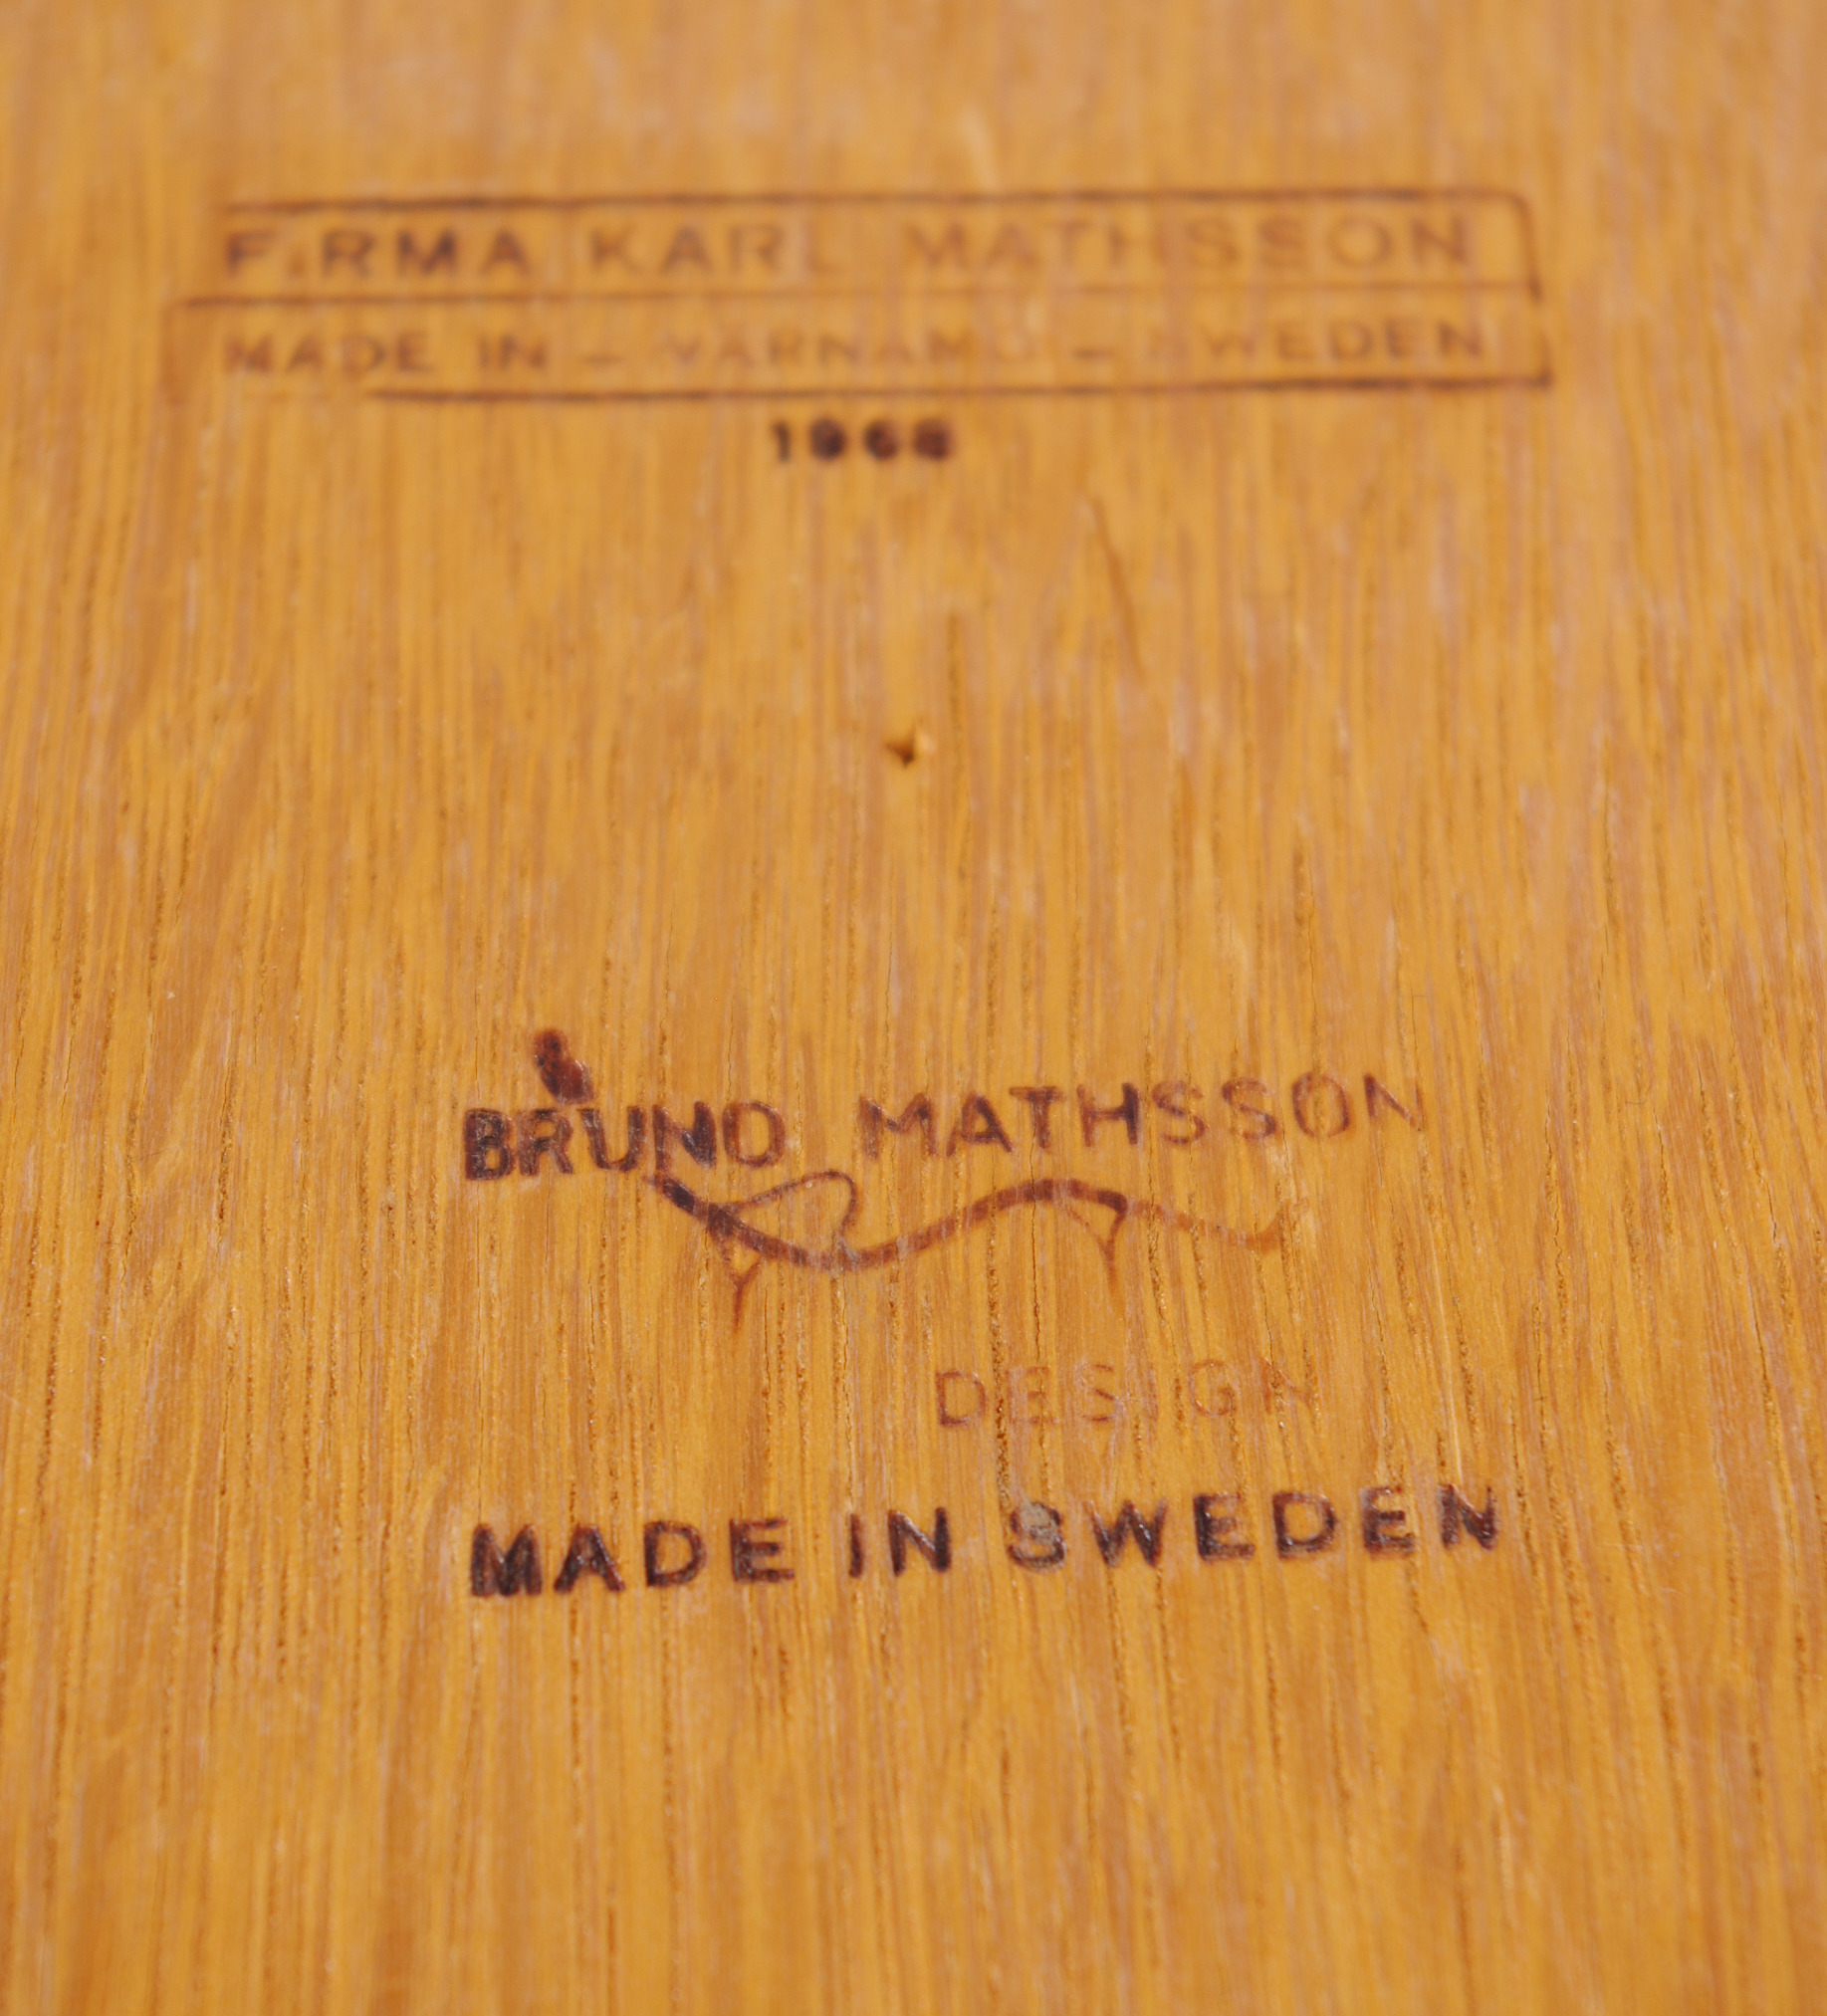 FIRMA KARL MATHSSON
MADE IN - VÄRNAMO - SWEDEN
BRUNO MATHSSON
DESIGN
MADE IN SWEDEN